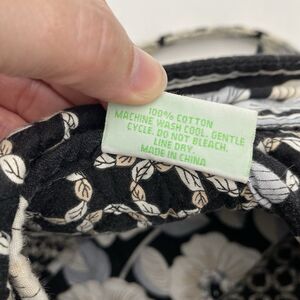 100% COTTON
MACHINE WASH COOL. GENTLE
CYCLE. DO NOT BLEACH.
LINE DRY.
MADE IN CHINA